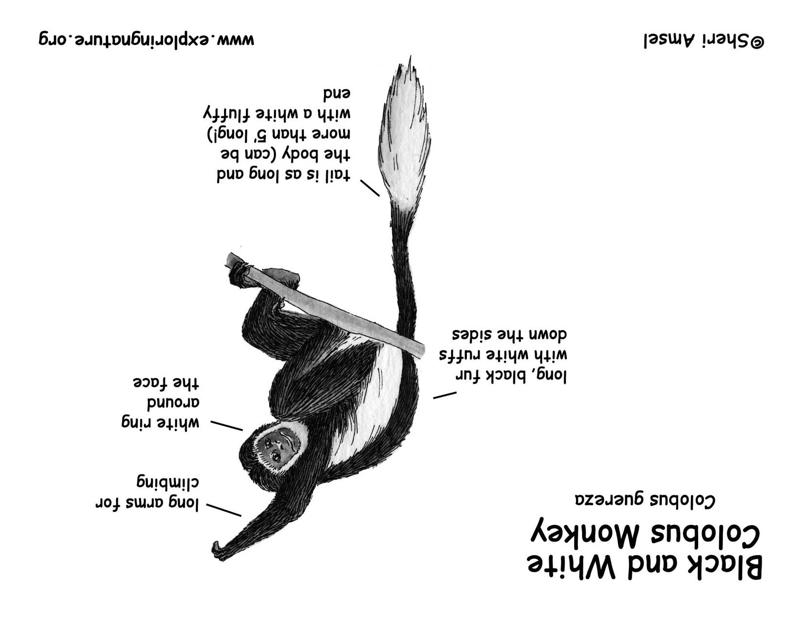 Black and White
Colobus Monkey
Colobus guereza
long arms for
climbing
white ring
around
the face
long, black fur
with white ruffs
down the sides
tail is as long and
the body (can be
more than 5' long!)
with a white fluffy
end
©Sheri Amsel
www.exploringnature.org